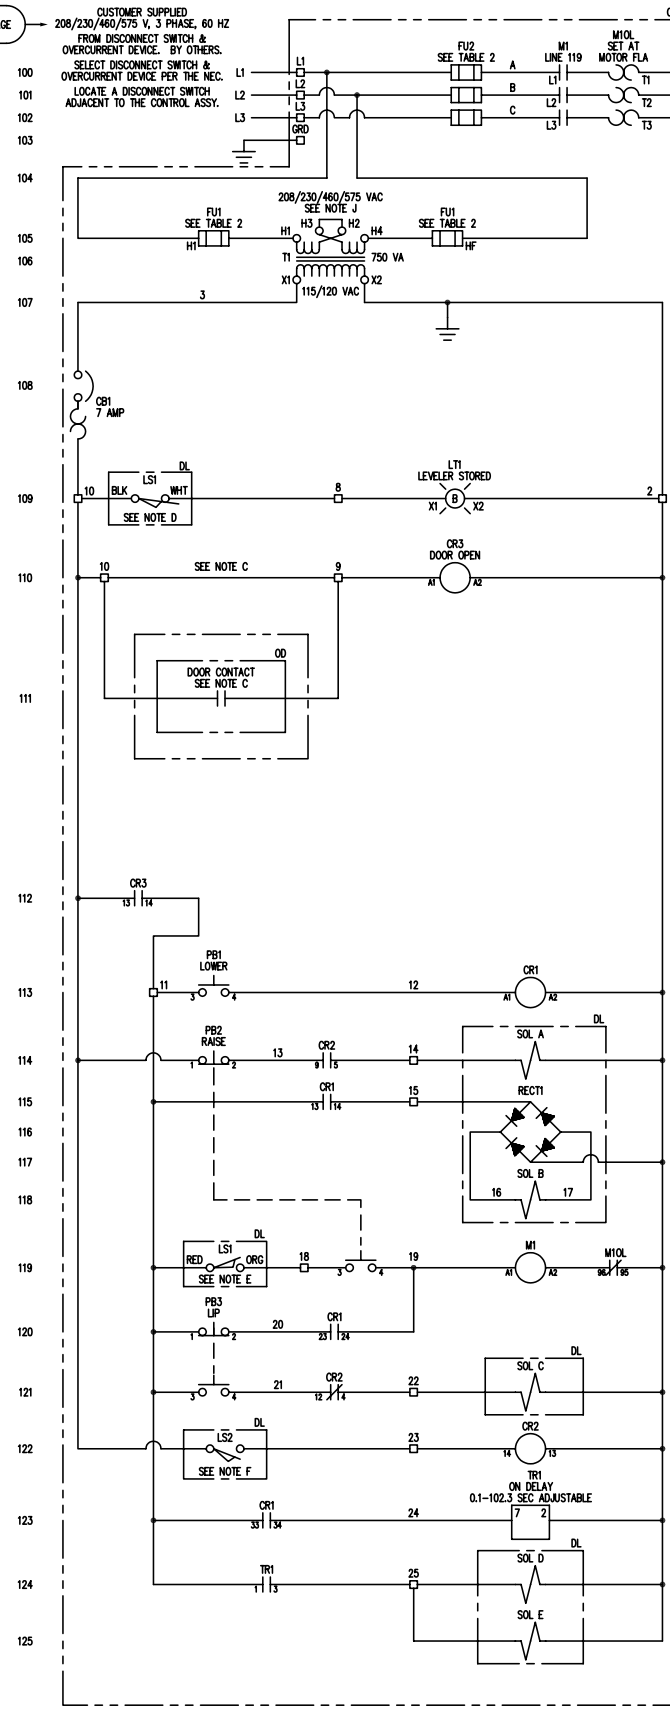 GE
CUSTOMER SUPPLIED
208/230/460/575 V, 3 PHASE, 60 HZ
FROM DISCONNECT SWITCH &
OVERCURRENT DEVICE. BY OTHERS.
SELECT DISCONNECT SWITCH &
OVERCURRENT DEVICE PER THE NEC.
LOCATE A DISCONNECT SWITCH
ADJACENT TO THE CONTROL ASSY.
FU2
SEE TABLE 2
M1
LINE 119
M1OL
SET AT
MOTOR FLA
100 L1 L1 A L1 T1
101 L2 L2 B L2 T2
102 L3 L3 C L3 T3
103 GRD
104
208/230/460/575 VAC
SEE NOTE J
FU1
SEE TABLE 2
H3 H2
FU1
SEE TABLE 2
105 H1 H1 H4 HF
106 T1 750 VA
X1 X2
115/120 VAC
107 3
108
CB1
7 AMP
DL
LS1
LT1
LEVELER STORED
109 10 BLK WHT 8 B 2
X1 X2
SEE NOTE D
CR3
DOOR OPEN
110 10 SEE NOTE C 9
A1 A2
OD
DOOR CONTACT
SEE NOTE C
111
CR3
112 13 14
PB1
LOWER
CR1
113 11 3 4 12 A1 A2
PB2
RAISE
DL
SOL A
114 1 2 13 CR2 9 5 14
115 CR1 13 14 15
RECT1
116
117
SOL B
118 16 17
DL
LS1
M1
M1OL
119 RED ORG 18 3 4 19 A1 A2 96 95
SEE NOTE E
PB3
LIP
120 1 2 20 CR1 23 24
DL
SOL C
121 3 4 21 CR2 12 4 22
DL
LS2
CR2
122 23 14 13
SEE NOTE F
TR1
ON DELAY
0.1-102.3 SEC ADJUSTABLE
CR1
123 33 34 24 7 2
DL
SOL D
TR1
124 1 3 25
SOL E
125